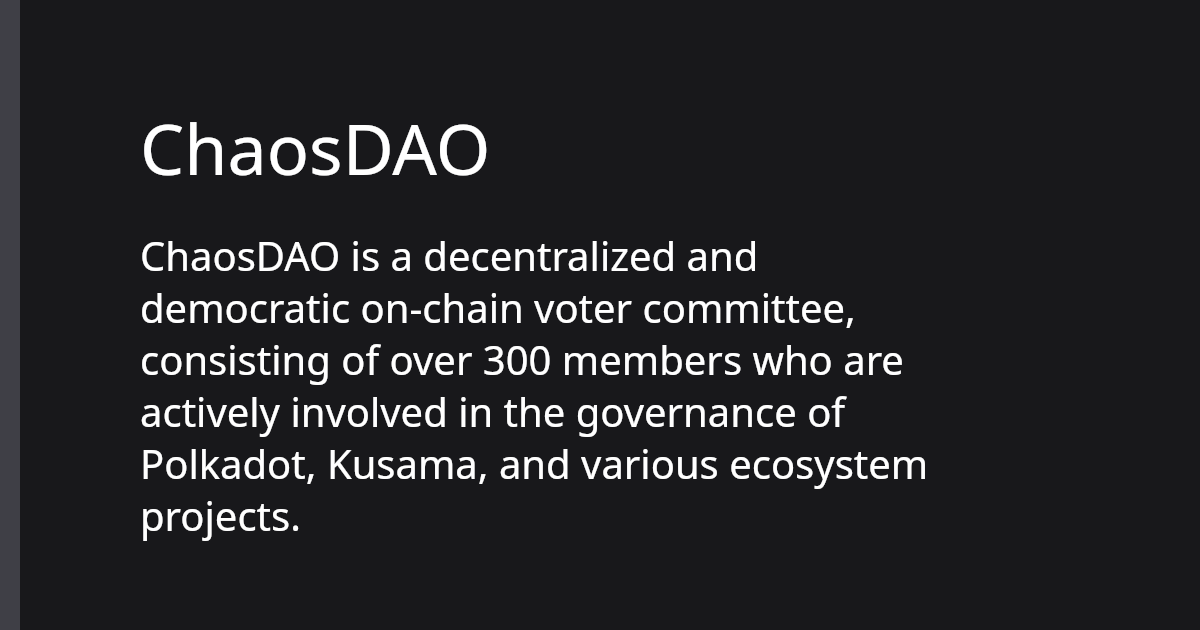 ChaosDAO
ChaosDAO is a decentralized and
democratic on-chain voter committee,
consisting of over 300 members who are
actively involved in the governance of
Polkadot, Kusama, and various ecosystem
projects.